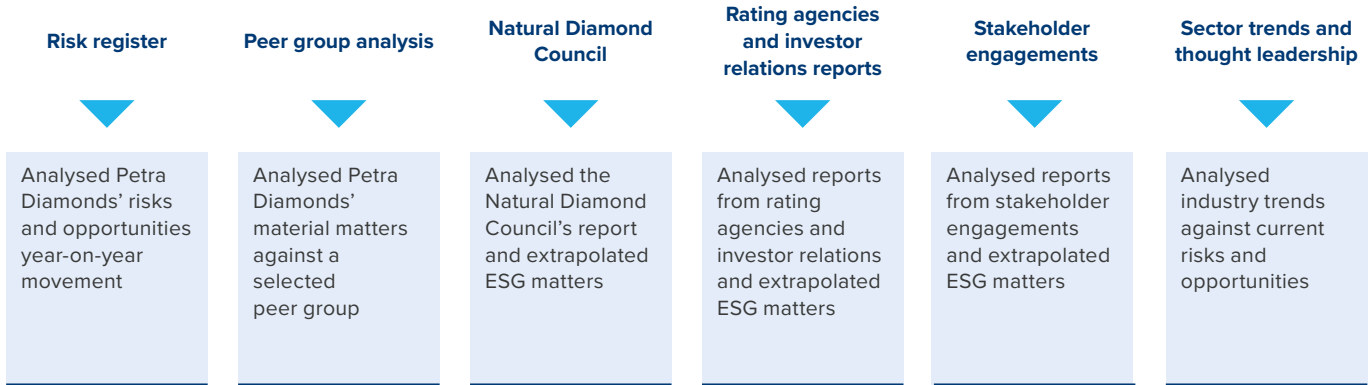 Risk register
Analysed Petra
Diamonds’ risks
and opportunities
year-on-year
movement
Peer group analysis
Analysed Petra
Diamonds’
material matters
against a
selected
peer group
Natural Diamond
Council
Analysed the
Natural Diamond
Council’s report
and extrapolated
ESG matters
Rating agencies
and investor
relations reports
Analysed reports
from rating
agencies and
investor relations
and extrapolated
ESG matters
Stakeholder
engagements
Analysed reports
from stakeholder
engagements
and extrapolated
ESG matters
Sector trends and
thought leadership
Analysed
industry trends
against current
risks and
opportunities